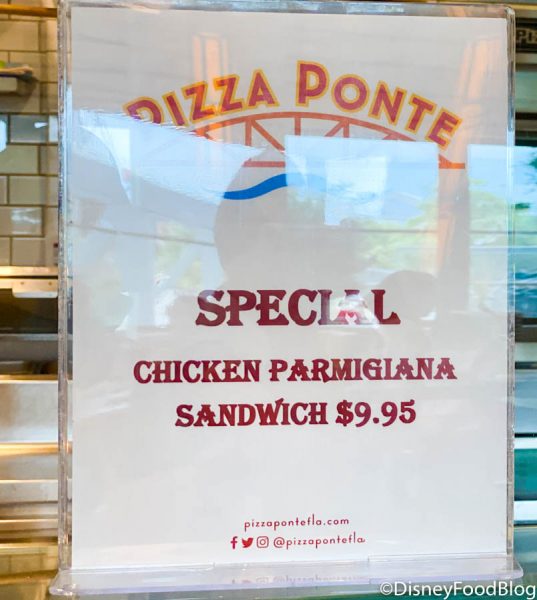 PIZZA PONTE
SPECIAL
CHICKEN PARMIGIANA
SANDWICH $9.95
pizzapontefla.com
@pizzapontefla
©DisneyFoodBlog